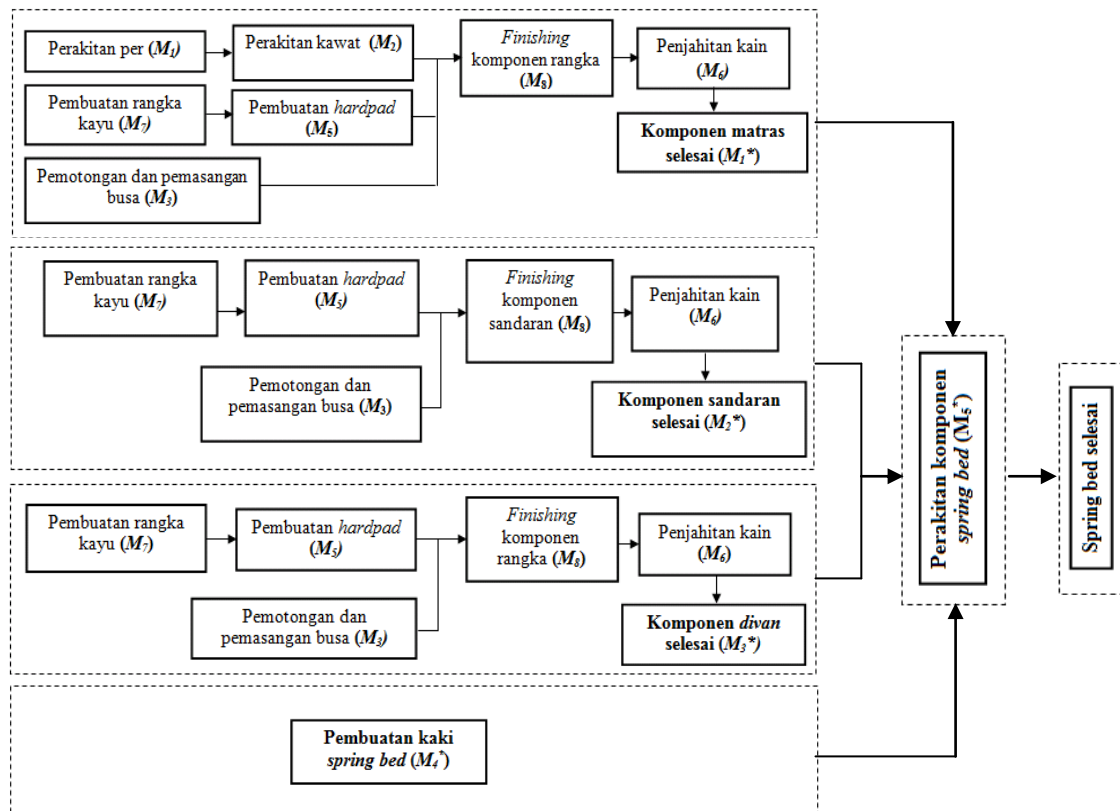 Perakitan per (M1)
Perakitan kawat (M2)
Finishing
komponen rangka
(M8)
Penjahitan kain
(M6)
Pembuatan rangka
kayu (M7)
Pembuatan hardpad
(M5)
Komponen matras
selesai (M1*)
Pemotongan dan pemasangan
busa (M3)
Pembuatan rangka
kayu (M7)
Pembuatan hardpad
(M5)
Finishing
komponen
sandaran (M8)
Penjahitan kain
(M6)
Pemotongan dan
pemasangan busa (M3)
Komponen sandaran
selesai (M2*)
Pembuatan rangka
kayu (M7)
Pembuatan hardpad
(M5)
Finishing
komponen
rangka (M8)
Penjahitan kain
(M6)
Pemotongan dan
pemasangan busa (M3)
Komponen divan
selesai (M3*)
Pembuatan kaki
spring bed (M4*)
Perakitan komponen
spring bed (M5*)
Spring bed selesai